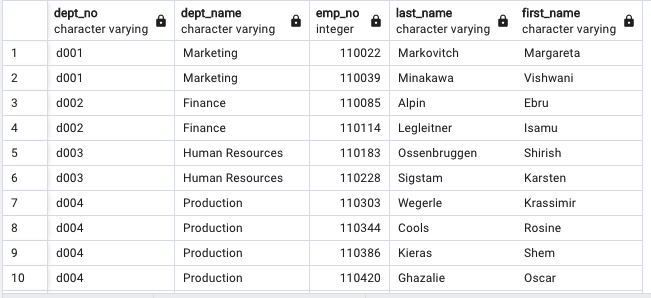 dept_no dept_name emp_no last_name first_name
character varying character varying integer character varying character varying
1 d001 Marketing 110022 Markovitch Margareta
2 d001 Marketing 110039 Minakawa Vishwani
3 d002 Finance 110085 Alpin Ebru
4 d002 Finance 110114 Legleitner Isamu
5 d003 Human Resources 110183 Ossenbruggen Shirish
6 d003 Human Resources 110228 Sigstam Karsten
7 d004 Production 110303 Wegerle Krassimir
8 d004 Production 110344 Cools Rosine
9 d004 Production 110386 Kieras Shem
10 d004 Production 110420 Ghazalie Oscar